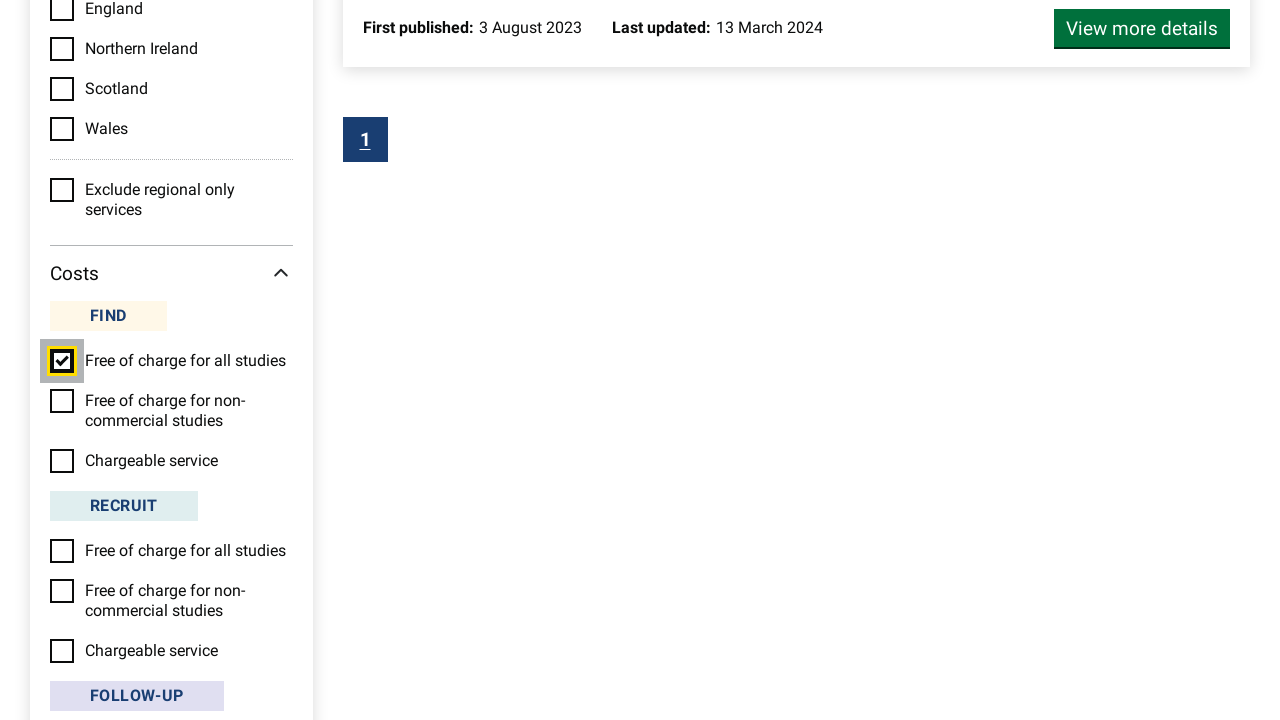 England
Northern Ireland
Scotland
Wales
Exclude regional only
services
Costs
FIND
Free of charge for all studies
Free of charge for non-
commercial studies
Chargeable service
RECRUIT
Free of charge for all studies
Free of charge for non-
commercial studies
Chargeable service
FOLLOW-UP
First published: 3 August 2023 Last updated: 13 March 2024
View more details
1